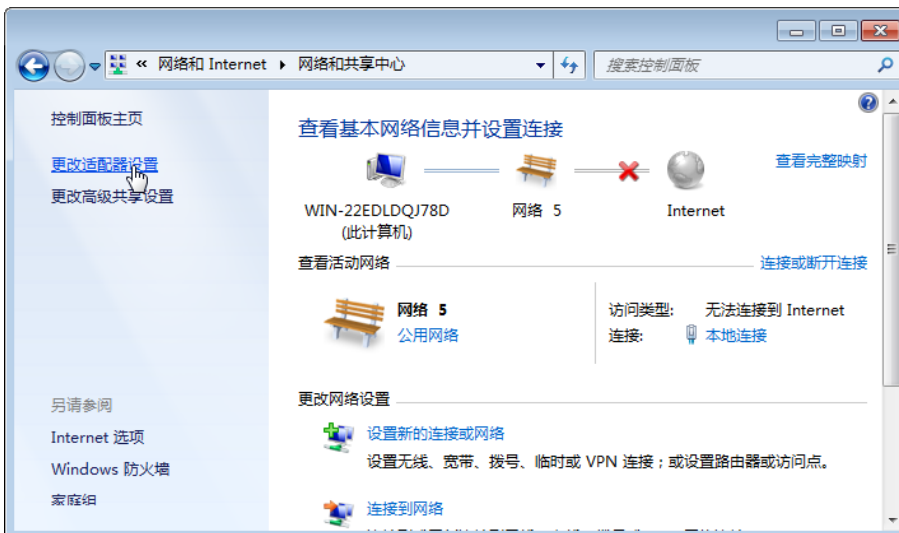 « 网络和 Internet ▸ 网络和共享中心
搜索控制面板
控制面板主页
更改适配器设置
更改高级共享设置
另请参阅
Internet 选项
Windows 防火墙
家庭组
查看基本网络信息并设置连接
查看完整映射
WIN-22EDLDQJ78D
(此计算机)
网络 5
Internet
查看活动网络
连接或断开连接
网络 5
公用网络
访问类型: 无法连接到 Internet
连接: 本地连接
更改网络设置
设置新的连接或网络
设置无线、宽带、拨号、临时或 VPN 连接；或设置路由器或访问点。
连接到网络